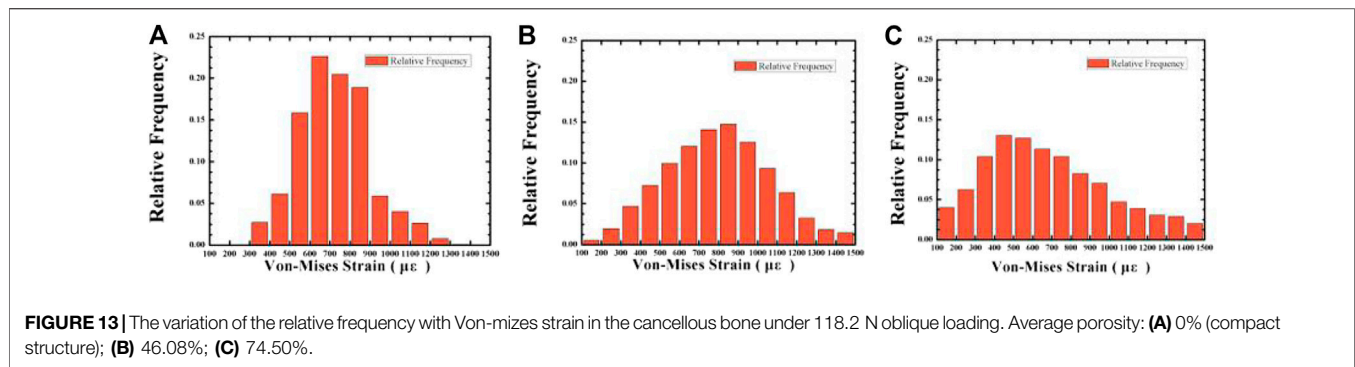 A
0.25
0.20
0.15
0.10
0.05
0.00
Relative Frequency
Relative Frequency
100 200 300 400 500 600 700 800 900 1000 1100 1200 1300 1400 1500
Von-Mises Strain ( με )
B
0.25
0.20
0.15
0.10
0.05
0.00
Relative Frequency
Relative Frequency
100 200 300 400 500 600 700 800 900 1000 1100 1200 1300 1400 1500
Von-Mises Strain ( με )
C
0.25
0.20
0.15
0.10
0.05
0.00
Relative Frequency
Relative Frequency
100 200 300 400 500 600 700 800 900 1000 1100 1200 1300 1400 1500
Von-Mises Strain ( με )
FIGURE 13 | The variation of the relative frequency with Von-mizes strain in the cancellous bone under 118.2 N oblique loading. Average porosity: (A) 0% (compact
structure); (B) 46.08%; (C) 74.50%.